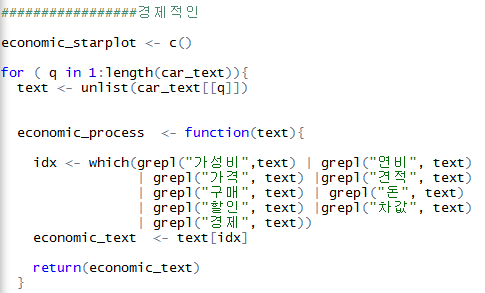 #################경제적인
economic_starplot <- c()
for ( q in 1:length(car_text)){
  text <- unlist(car_text[[q]])
  economic_process  <- function(text){
    idx <- which(grepl("가성비",text) | grepl("연비", text)
                 | grepl("가격", text) |grepl("견적", text)
                 | grepl("구매", text) | grepl("돈", text)
                 | grepl("할인", text) |grepl("차값", text)
                 | grepl("경제", text))
    economic_text  <- text[idx]
    return(economic_text)
  }